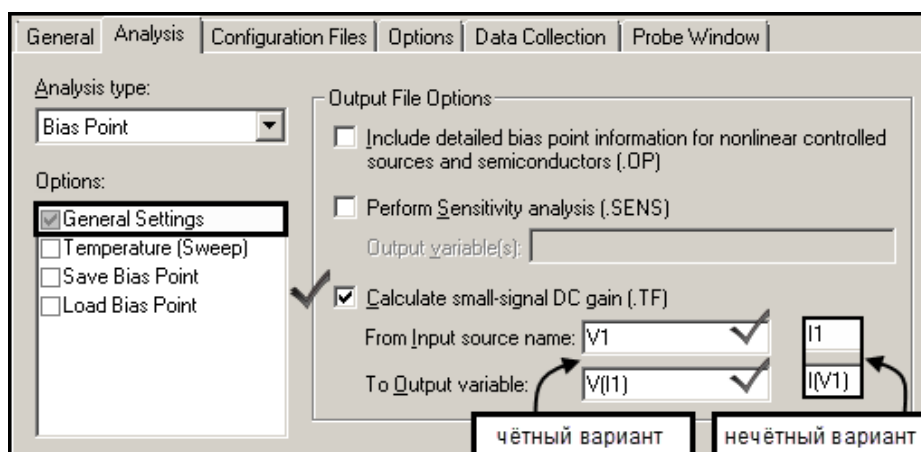 General Analysis Configuration Files Options Data Collection Probe Window
Analysis type:
Bias Point
Options:
General Settings
Temperature (Sweep)
Save Bias Point
Load Bias Point
Output File Options
Include detailed bias point information for nonlinear controlled
sources and semiconductors (.OP)
Perform Sensitivity analysis (.SENS)
Output variable(s):
Calculate small-signal DC gain (.TF)
From Input source name: V1 I1
To Output variable: V(I1) I(V1)
чётный вариант нечётный вариант